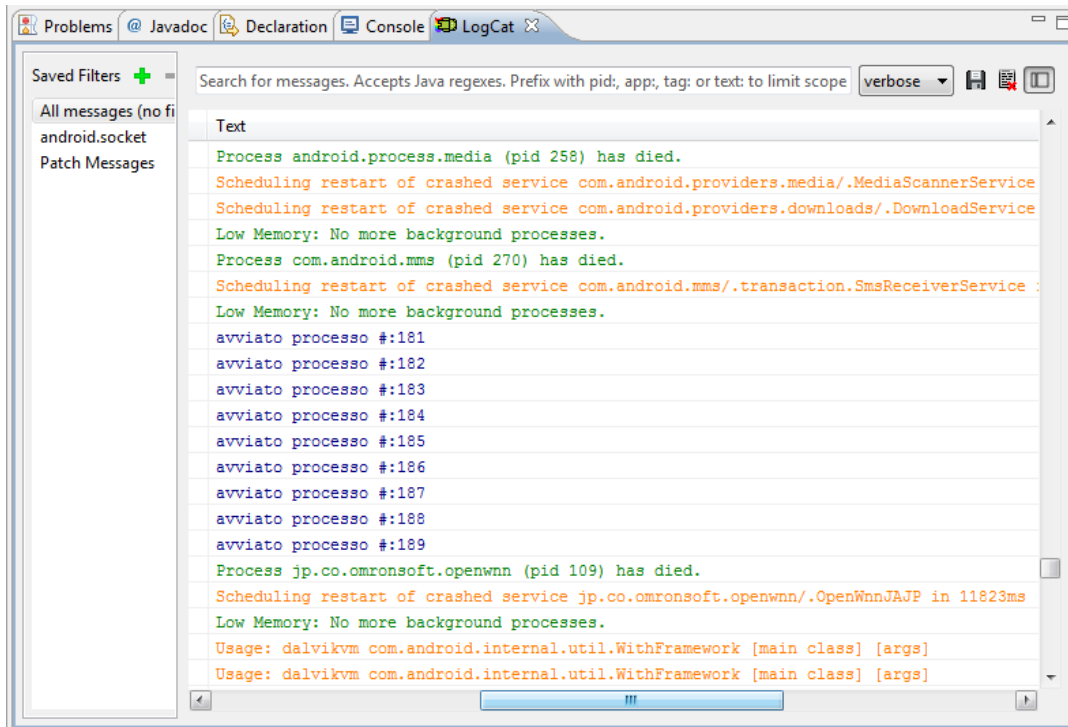 Problems @ Javadoc Declaration Console LogCat
Saved Filters
Search for messages. Accepts Java regexes. Prefix with pid:, app:, tag: or text: to limit scope verbose
All messages (no fi
android.socket
Patch Messages
Text
Process android.process.media (pid 258) has died.
Scheduling restart of crashed service com.android.providers.media/.MediaScannerService
Scheduling restart of crashed service com.android.providers.downloads/.DownloadService
Low Memory: No more background processes.
Process com.android.mms (pid 270) has died.
Scheduling restart of crashed service com.android.mms/.transaction.SmsReceiverService
Low Memory: No more background processes.
avviato processo #:181
avviato processo #:182
avviato processo #:183
avviato processo #:184
avviato processo #:185
avviato processo #:186
avviato processo #:187
avviato processo #:188
avviato processo #:189
Process jp.co.omronsoft.openwnn (pid 109) has died.
Scheduling restart of crashed service jp.co.omronsoft.openwnn/.OpenWnnJAJP in 11823ms
Low Memory: No more background processes.
Usage: dalvikvm com.android.internal.util.WithFramework [main class] [args]
Usage: dalvikvm com.android.internal.util.WithFramework [main class] [args]